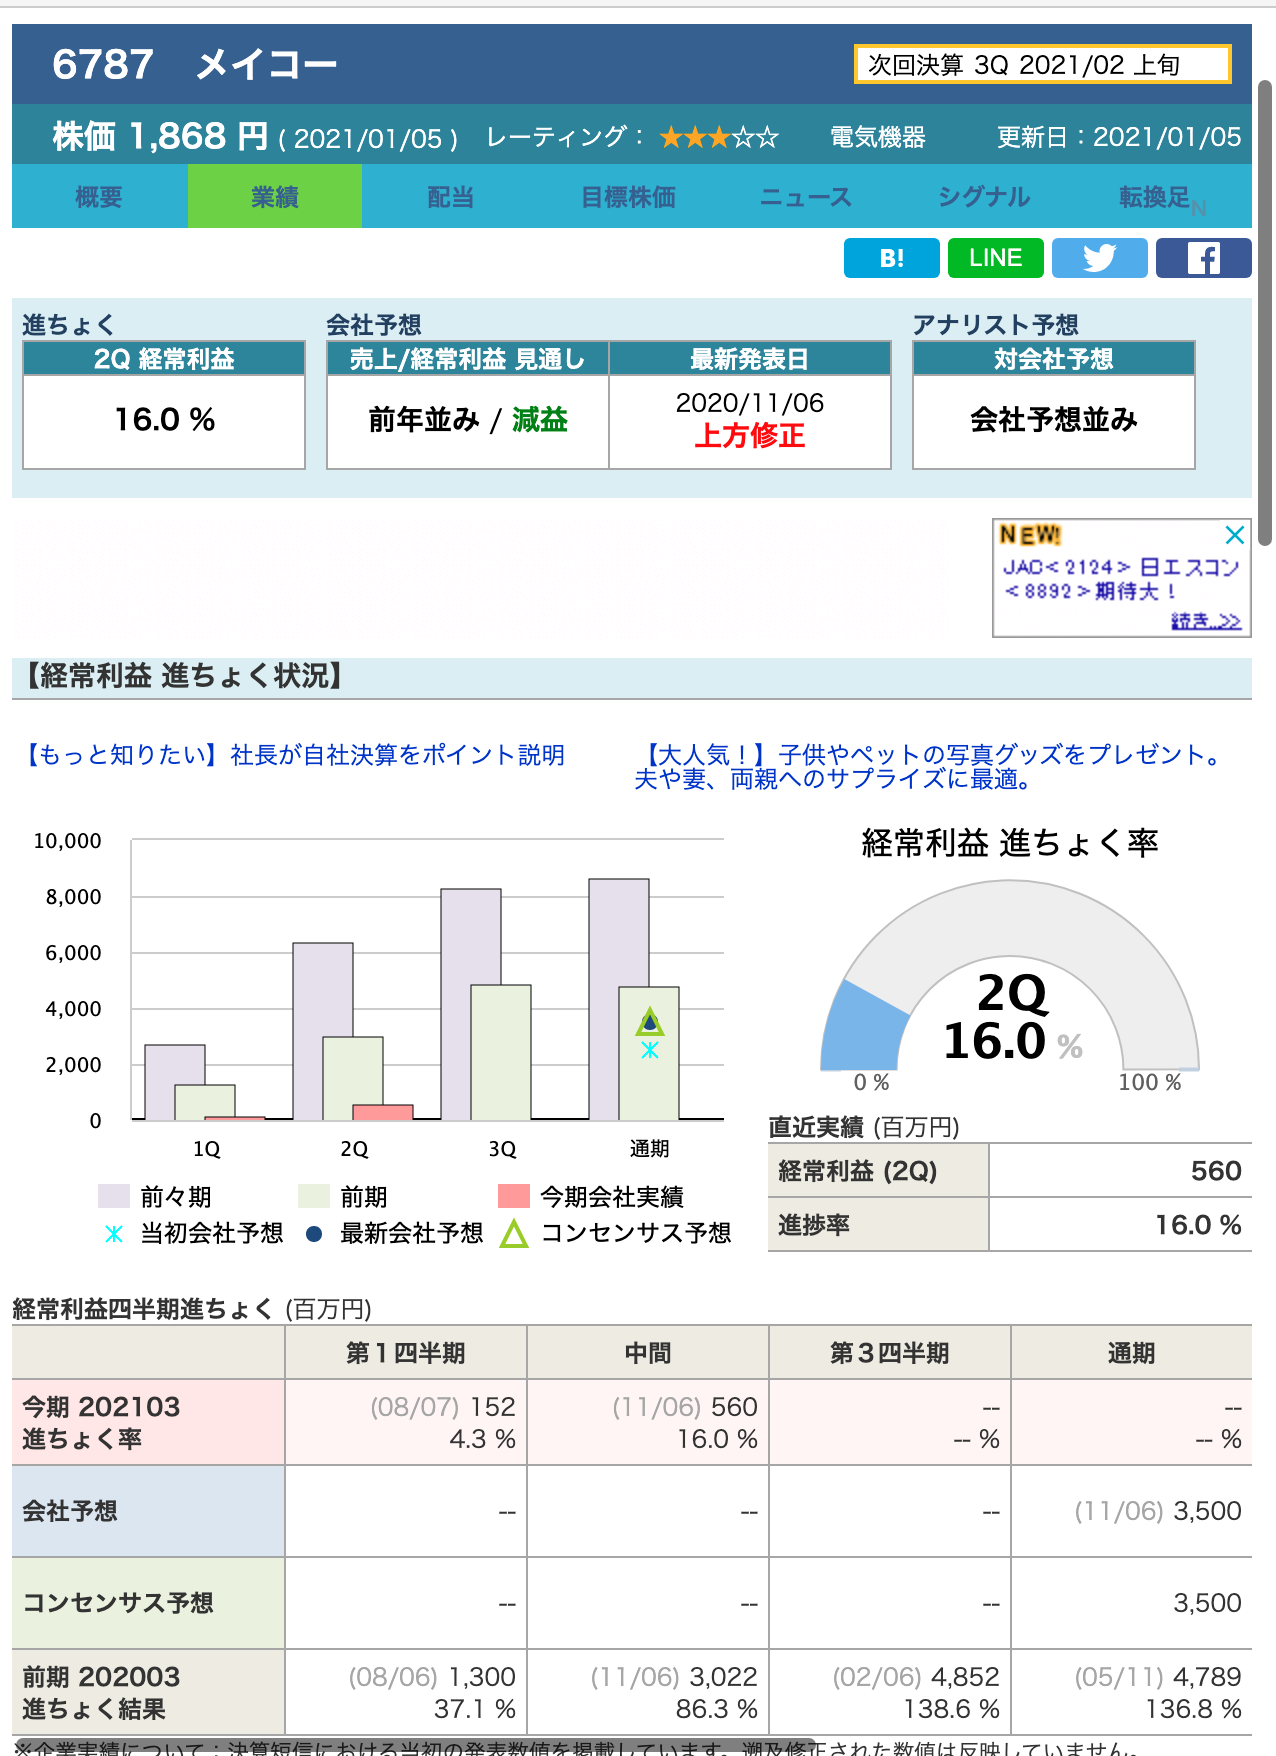 6787　メイコー
次回決算 3Q 2021/02 上旬
株価 1,868 円 ( 2021/01/05 ) レーティング： ★★★☆☆ 電気機器 更新日：2021/01/05
概要 業績 配当 目標株価 ニュース シグナル 転換足 N
B! LINE
進ちょく 会社予想 アナリスト予想
2Q 経常利益 売上/経常利益 見通し 最新発表日 対会社予想
16.0 % 前年並み / 減益 2020/11/06 会社予想並み
上方修正
NEW!
JAC<2124> 日エスコン
<8892>期待大！
続き..>>
【経常利益 進ちょく状況】
【もっと知りたい】社長が自社決算をポイント説明
【大人気！】子供やペットの写真グッズをプレゼント。
夫や妻、両親へのサプライズに最適。
10,000
8,000
6,000
4,000
2,000
0
1Q 2Q 3Q 通期
前々期 前期 今期会社実績
当初会社予想 最新会社予想 コンセンサス予想
経常利益 進ちょく率
2Q
16.0 %
0 % 100 %
直近実績 (百万円)
経常利益 (2Q) 560
進捗率 16.0 %
経常利益四半期進ちょく (百万円)
第１四半期 中間 第３四半期 通期
今期 202103 (08/07) 152 (11/06) 560 -- --
進ちょく率 4.3 % 16.0 % -- % -- %
会社予想 -- -- -- (11/06) 3,500
コンセンサス予想 -- -- -- 3,500
前期 202003 (08/06) 1,300 (11/06) 3,022 (02/06) 4,852 (05/11) 4,789
進ちょく結果 37.1 % 86.3 % 138.6 % 136.8 %
※企業実績について：決算短信における当初の発表数値を掲載しています。遡及修正された数値は反映していません。